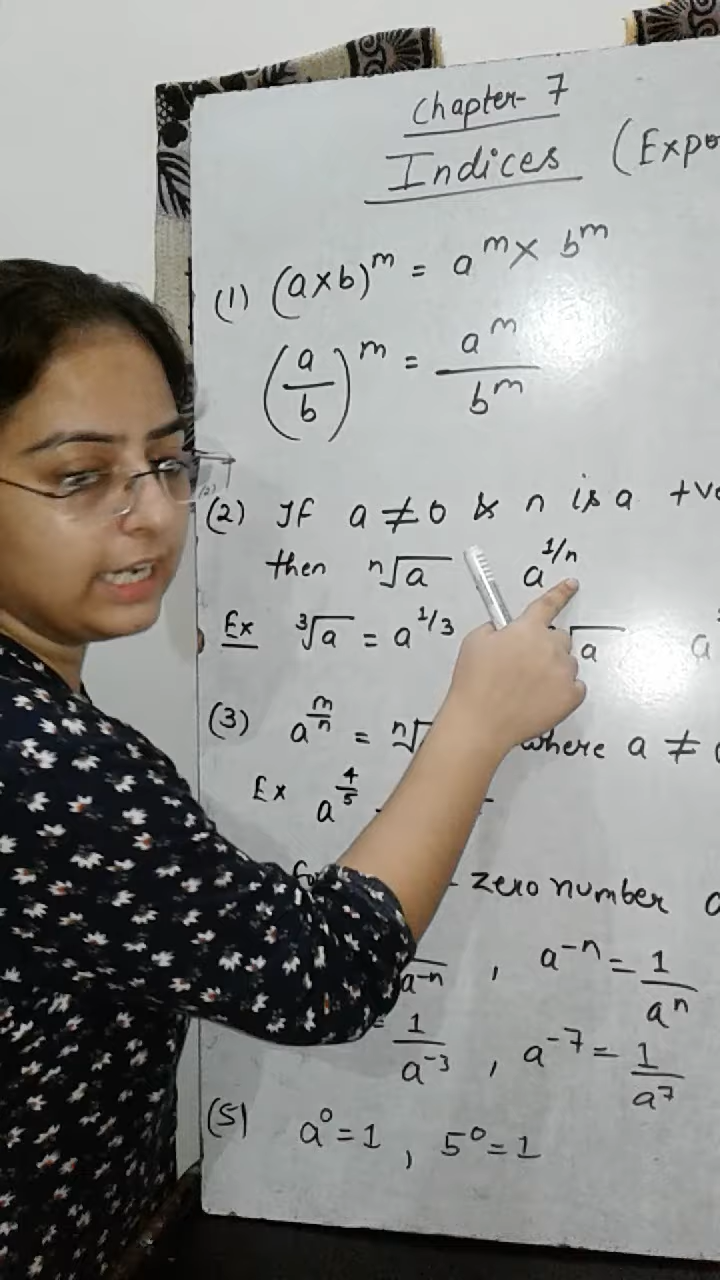 Chapter-7
Indices (Expo
(1) (a×b)^m = a^m × b^m
(a/b)^m = a^m/b^m
(2) If a ≠ 0 & n is a +ve
then ⁿ√a a^1/n
Ex ³√a = a^1/3 √a a
(3) a^m/n = ⁿ√ where a ≠
Ex a^4/5
zero number
a^-n , a^-n = 1/a^n
= 1/a^-3 , a^-7 = 1/a^7
(5) a^0 = 1 , 5^0 = 1